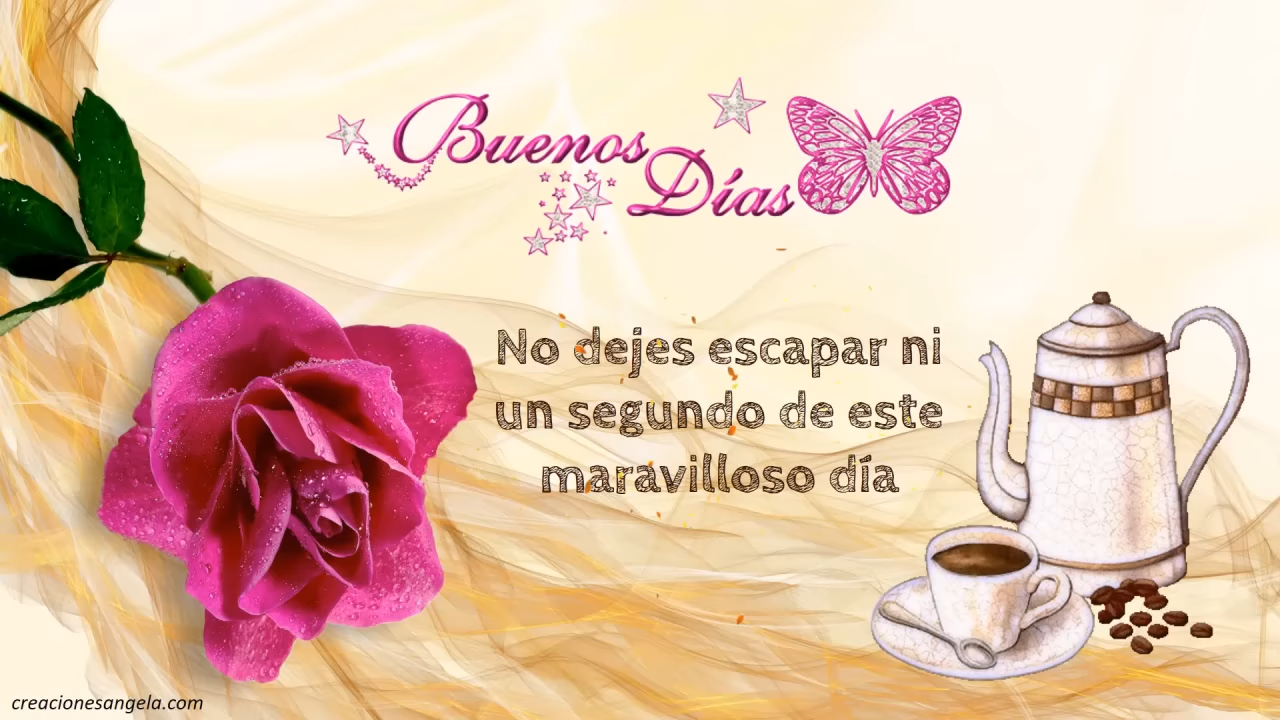 Buenos
Días
No dejes escapar ni
un segundo de este
maravilloso día
creacionesangela.com